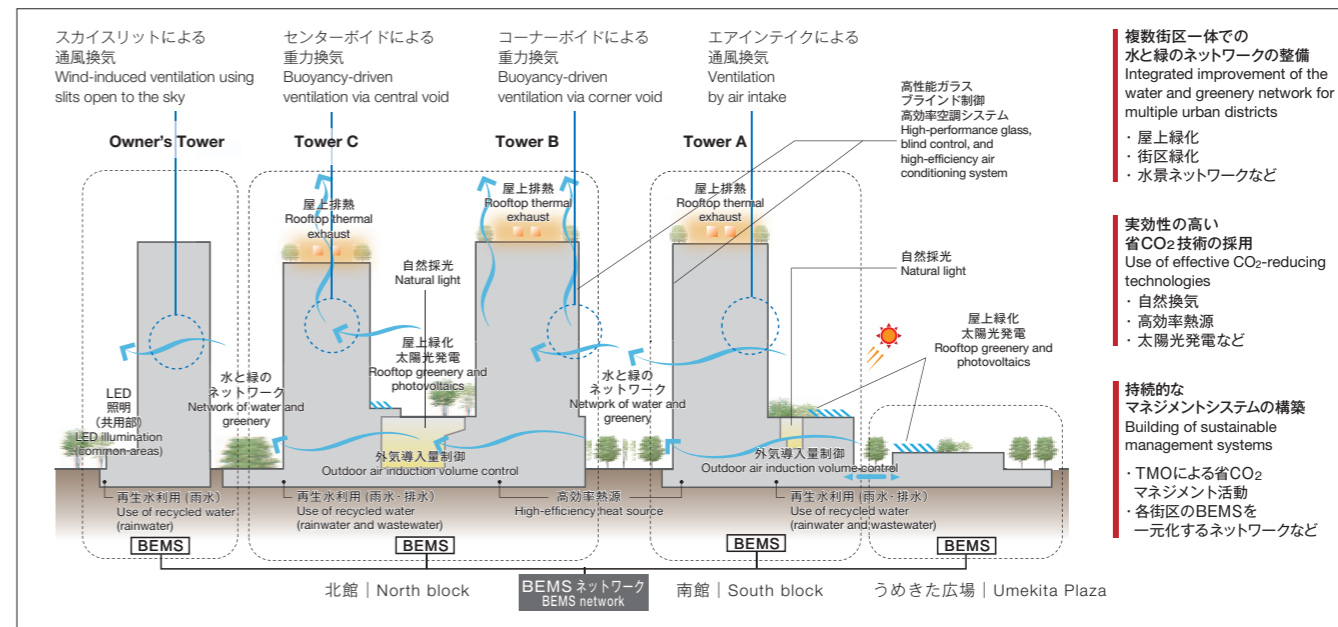 スカイスリットによる
通風換気
Wind-induced ventilation using
slits open to the sky
センターボイドによる
重力換気
Buoyancy-driven
ventilation via central void
コーナーボイドによる
重力換気
Buoyancy-driven
ventilation via corner void
エアインテイクによる
通風換気
Ventilation
by air intake
高性能ガラス
ブラインド制御
高効率空調システム
High-performance glass,
blind control, and
high-efficiency air
conditioning system
Owner's Tower
Tower C
Tower B
Tower A
屋上排熱
Rooftop thermal
exhaust
屋上排熱
Rooftop thermal
exhaust
屋上排熱
Rooftop thermal
exhaust
自然採光
Natural light
自然採光
Natural light
屋上緑化
太陽光発電
Rooftop greenery and
photovoltaics
屋上緑化
太陽光発電
Rooftop greenery and
photovoltaics
LED
照明
(共用部)
LED illumination
(common areas)
水と緑の
ネットワーク
Network of water and
greenery
水と緑の
ネットワーク
Network of water and
greenery
外気導入量制御
Outdoor air induction volume control
外気導入量制御
Outdoor air induction volume control
再生水利用(雨水)
Use of recycled water
(rainwater)
再生水利用(雨水・排水)
Use of recycled water
(rainwater and wastewater)
高効率熱源
High-efficiency heat source
再生水利用(雨水・排水)
Use of recycled water
(rainwater and wastewater)
BEMS
BEMS
BEMS
BEMS
北館|North block
BEMS ネットワーク
BEMS network
南館|South block
うめきた広場|Umekita Plaza
複数街区一体での
水と緑のネットワークの整備
Integrated improvement of the
water and greenery network for
multiple urban districts
・屋上緑化
・街区緑化
・水景ネットワークなど
実効性の高い
省CO2技術の採用
Use of effective CO2-reducing
technologies
・自然換気
・高効率熱源
・太陽光発電など
持続的な
マネジメントシステムの構築
Building of sustainable
management systems
・TMOによる省CO2
マネジメント活動
・各街区のBEMSを
一元化するネットワークなど